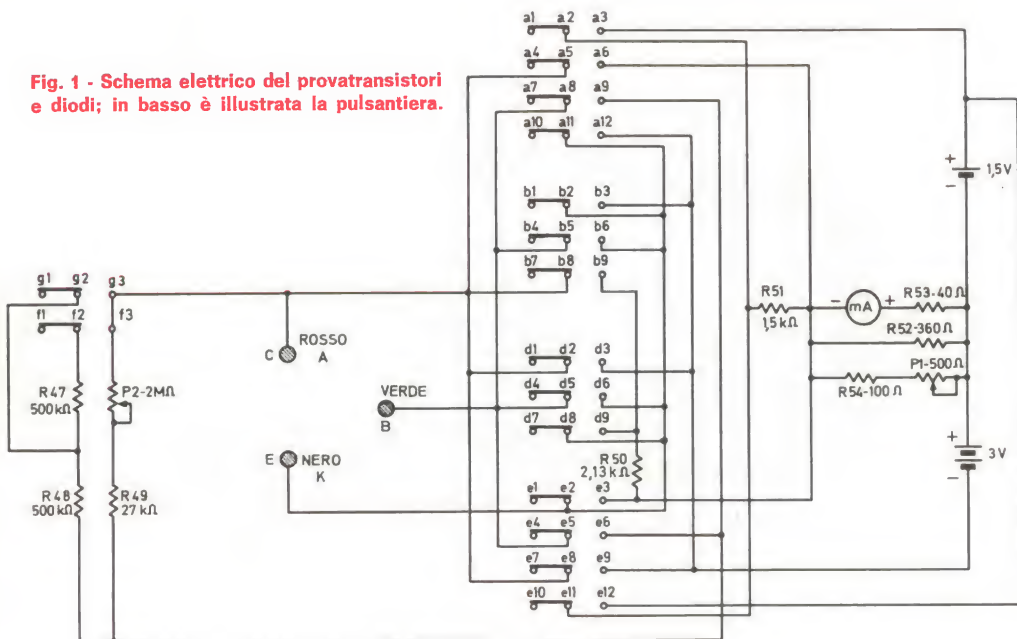 Fig. 1 - Schema elettrico del provatransistori
e diodi; in basso è illustrata la pulsantiera.
a1 a2 a3
a4 a5 a6
a7 a8 a9
a10 a11 a12
+ 1,5V
-
b1 b2 b3
b4 b5 b6
b7 b8 b9
g1 g2 g3
f1 f2 f3
R51
1,5kΩ
- mA + R53-40Ω
R52-360Ω
P1-500Ω
R54-100Ω
C ROSSO
A
R47
500kΩ
P2-2MΩ
VERDE
B
d1 d2 d3
d4 d5 d6
d7 d8 d9
R50
2,13kΩ
+ 3V
-
E NERO
K
R48
500kΩ
R49
27kΩ
e1 e2 e3
e4 e5 e6
e7 e8 e9
e10 e11 e12